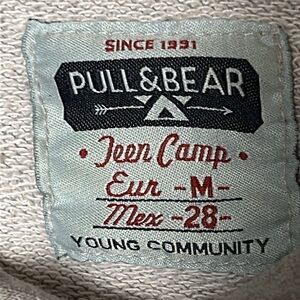 SINCE 1991
PULL&BEAR
• Teen Camp •
Eur -M-
Mex -28-
YOUNG COMMUNITY